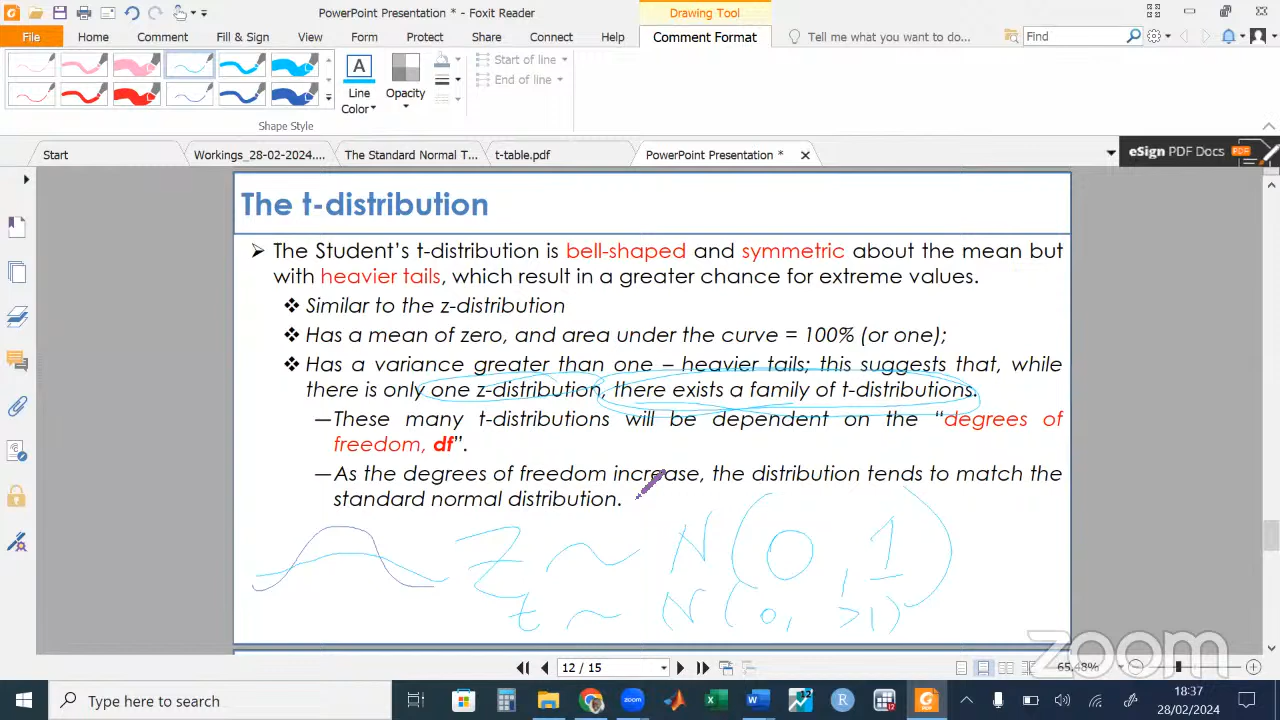 PowerPoint Presentation * - Foxit Reader
Drawing Tool
File Home Comment Fill & Sign View Form Protect Share Connect Help Comment Format Tell me what you want to do... Find
Line Color
Opacity
Start of line
End of line
Shape Style
Start Workings_28-02-2024.... The Standard Normal T... t-table.pdf PowerPoint Presentation * eSign PDF Docs
The t-distribution
The Student's t-distribution is bell-shaped and symmetric about the mean but
with heavier tails, which result in a greater chance for extreme values.
Similar to the z-distribution
Has a mean of zero, and area under the curve = 100% (or one);
Has a variance greater than one – heavier tails; this suggests that, while
there is only one z-distribution, there exists a family of t-distributions.
—These many t-distributions will be dependent on the "degrees of
freedom, df".
—As the degrees of freedom increase, the distribution tends to match the
standard normal distribution.
Z ~ N(0, 1)
t ~ N(0, >1)
zoom
12 / 15
65.48%
Type here to search
18:37
28/02/2024